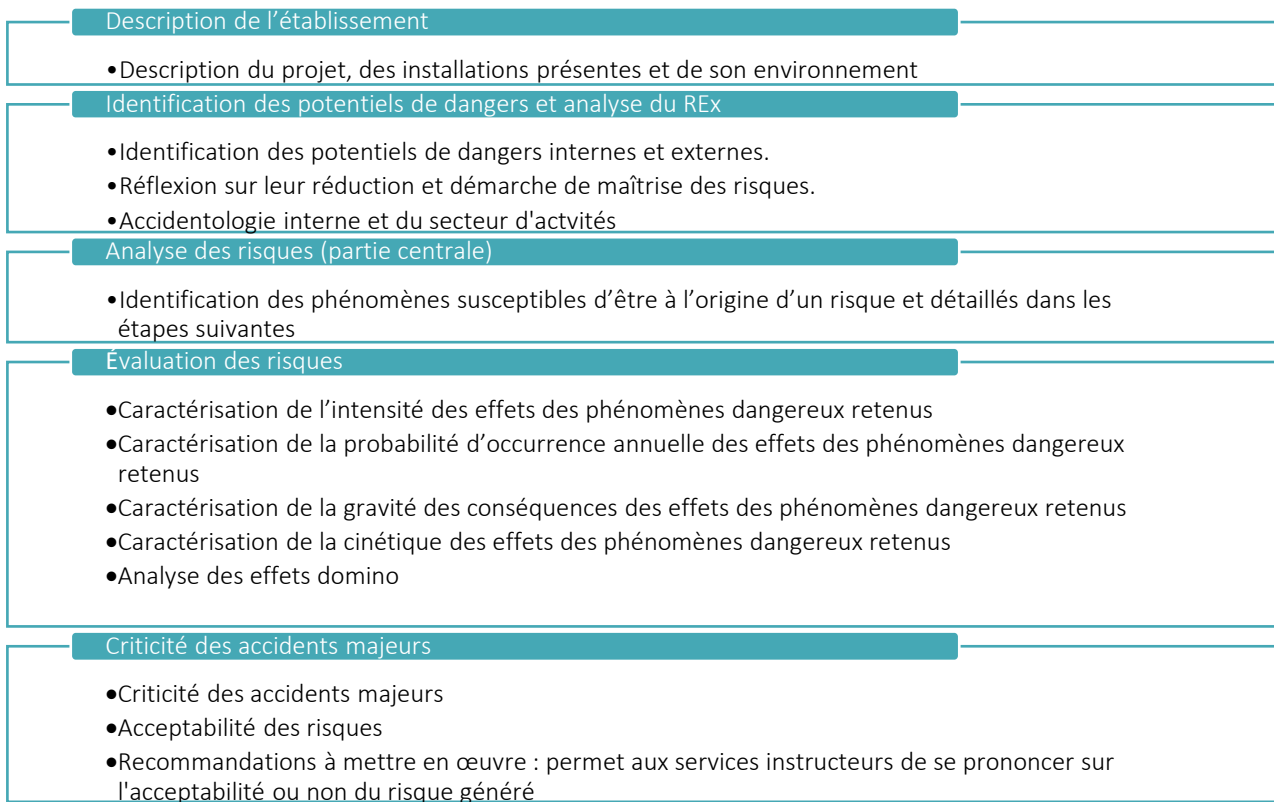 Description de l'établissement
•Description du projet, des installations présentes et de son environnement
Identification des potentiels de dangers et analyse du REx
•Identification des potentiels de dangers internes et externes.
•Réflexion sur leur réduction et démarche de maîtrise des risques.
•Accidentologie interne et du secteur d'actvités
Analyse des risques (partie centrale)
•Identification des phénomènes susceptibles d'être à l'origine d'un risque et détaillés dans les
étapes suivantes
Évaluation des risques
•Caractérisation de l'intensité des effets des phénomènes dangereux retenus
•Caractérisation de la probabilité d'occurrence annuelle des effets des phénomènes dangereux
retenus
•Caractérisation de la gravité des conséquences des effets des phénomènes dangereux retenus
•Caractérisation de la cinétique des effets des phénomènes dangereux retenus
•Analyse des effets domino
Criticité des accidents majeurs
•Criticité des accidents majeurs
•Acceptabilité des risques
•Recommandations à mettre en œuvre : permet aux services instructeurs de se prononcer sur
l'acceptabilité ou non du risque généré